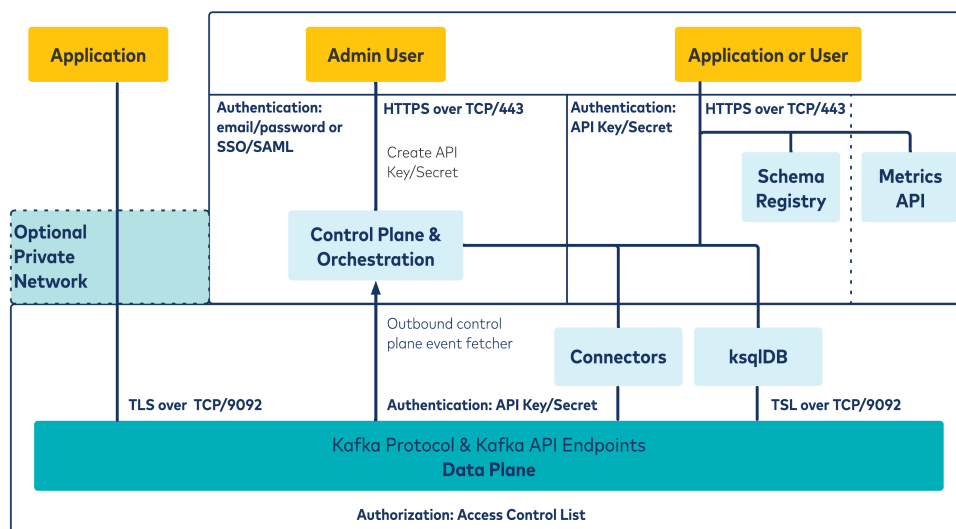 Application
Admin User
Application or User
Authentication:
email/password or
SSO/SAML
HTTPS over TCP/443
Create API
Key/Secret
Authentication:
API Key/Secret
HTTPS over TCP/443
Schema
Registry
Metrics
API
Optional
Private
Network
Control Plane &
Orchestration
Outbound control
plane event fetcher
Connectors
ksqlDB
TLS over TCP/9092
Authentication: API Key/Secret
TSL over TCP/9092
Kafka Protocol & Kafka API Endpoints
Data Plane
Authorization: Access Control List